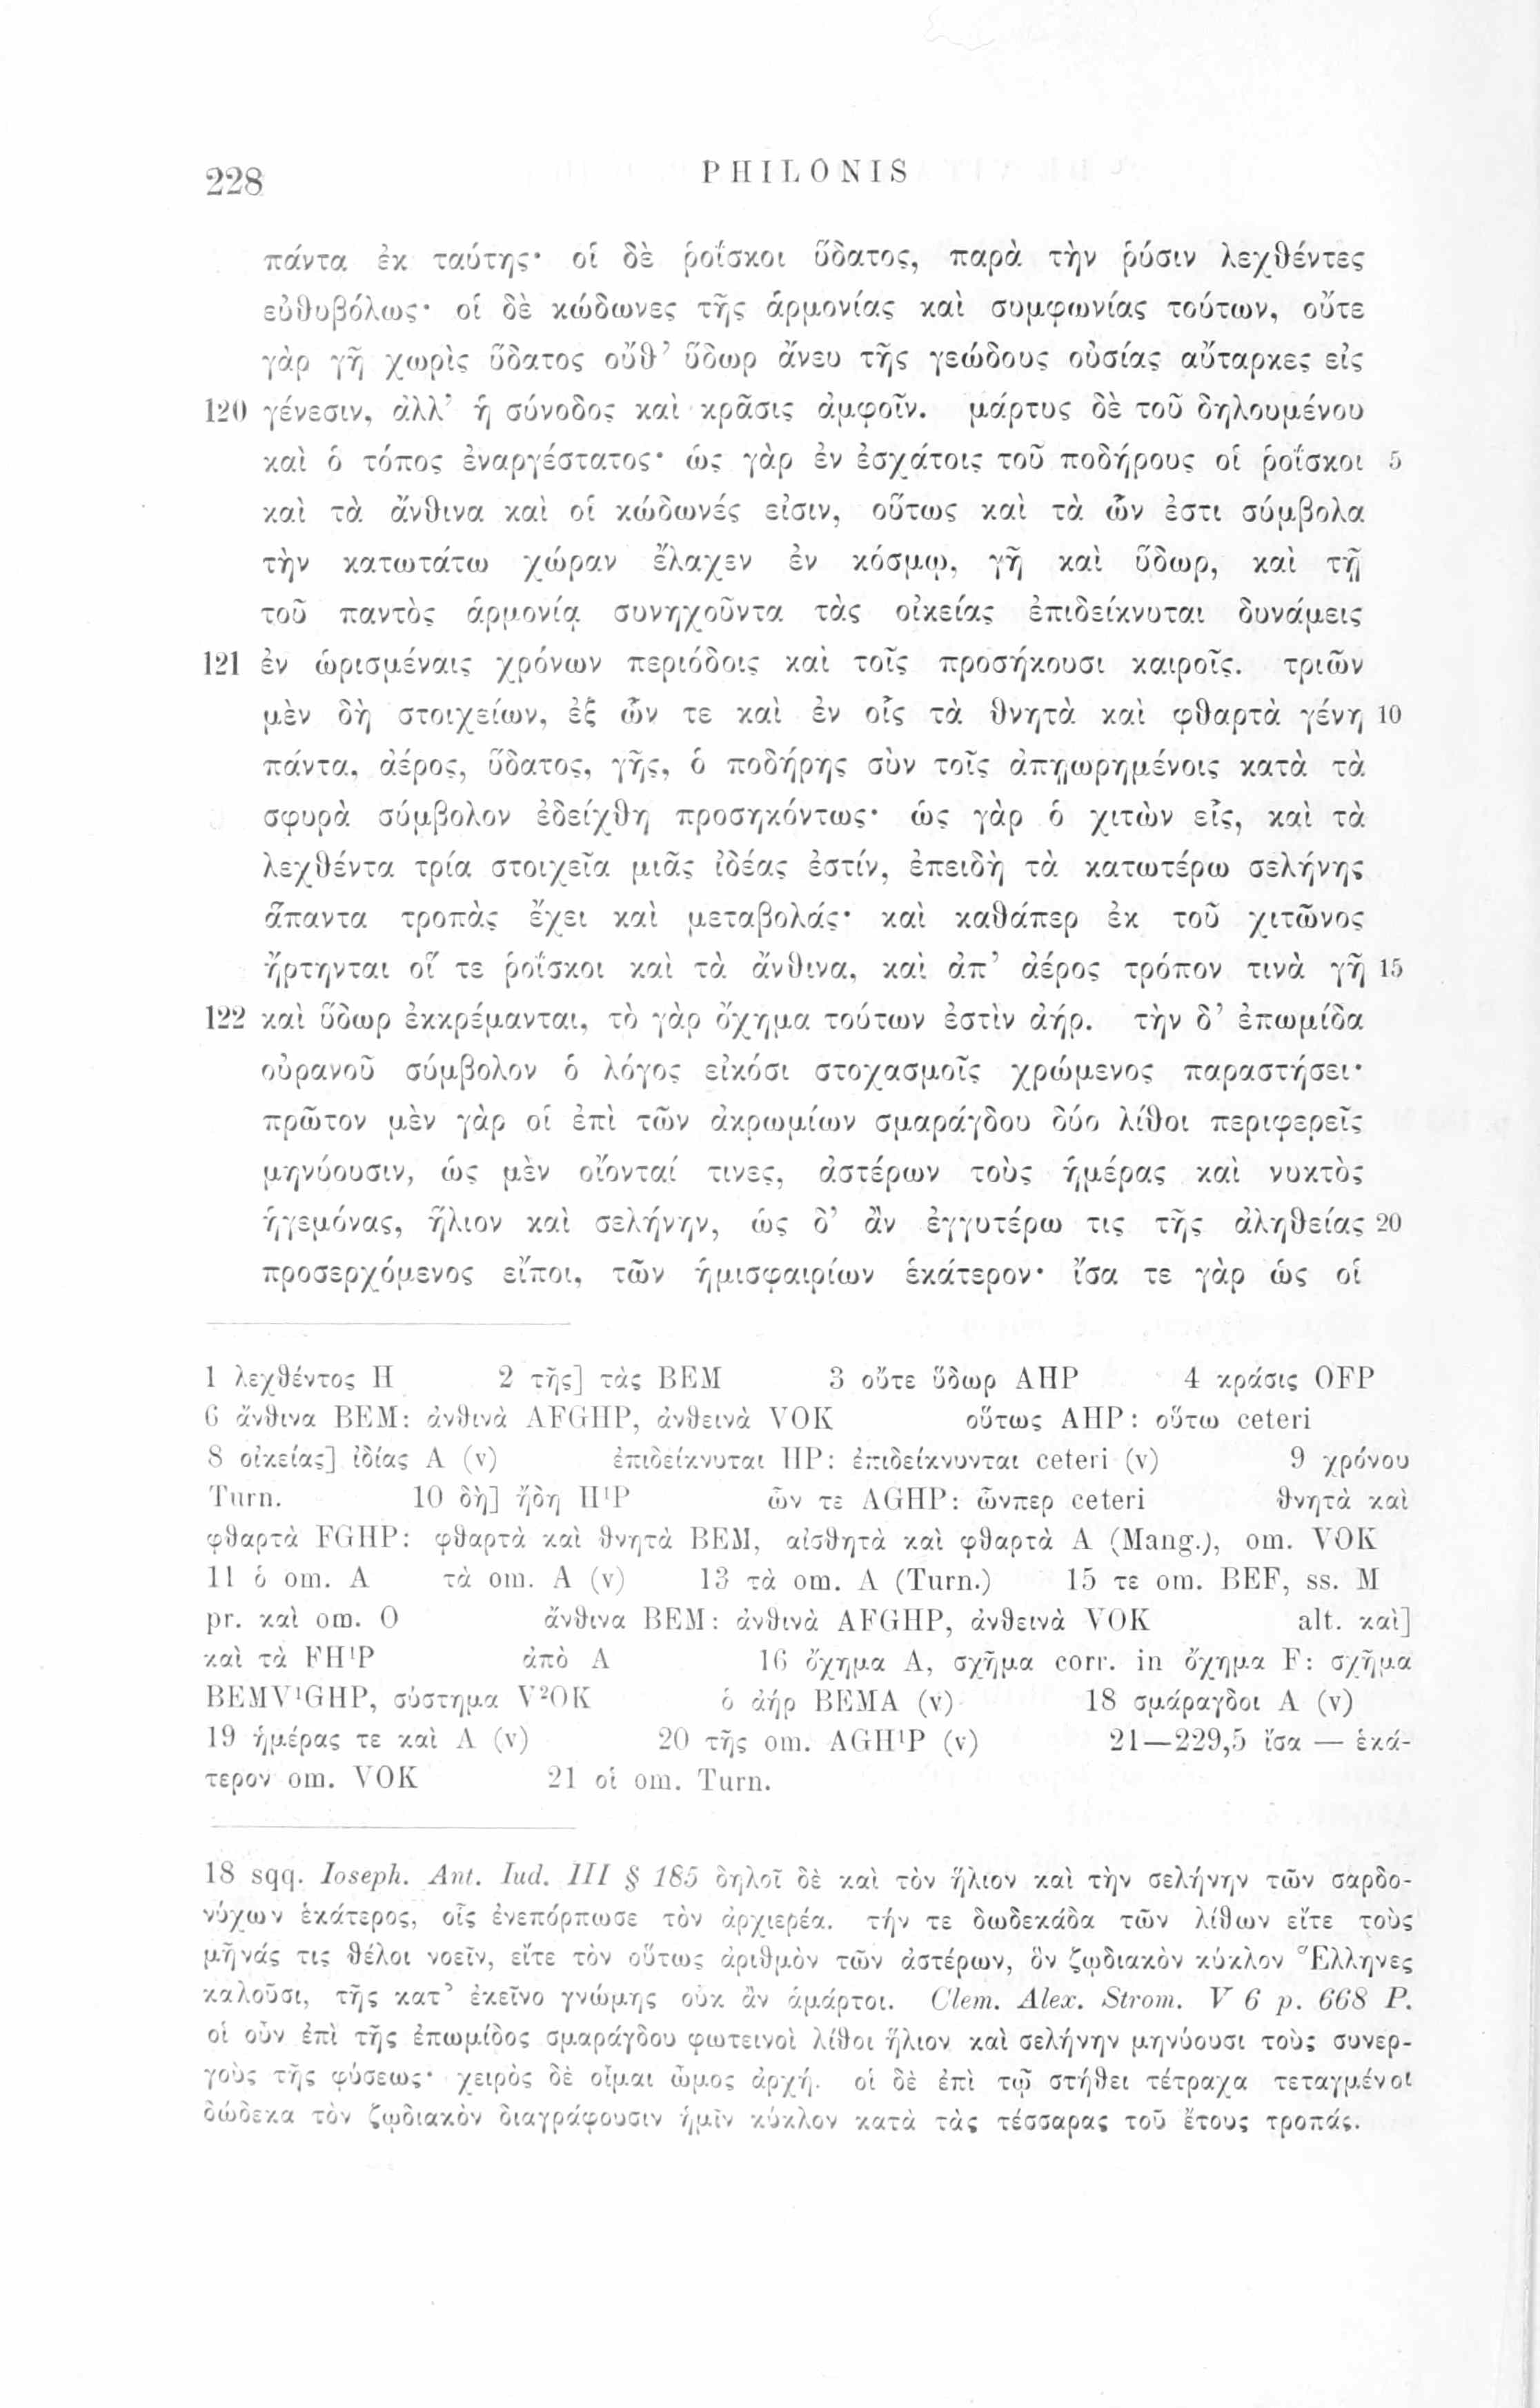 228 PHILONIS
πάντα ἐκ ταύτης· οἱ δὲ ῥοΐσκοι ὕδατος, παρὰ τὴν ῥύσιν λεχθέντες
εὐθυβόλως· οἱ δὲ κώδωνες τῆς ἁρμονίας καὶ συμφωνίας τούτων, οὔτε
γὰρ γῆ χωρὶς ὕδατος οὔθ’ ὕδωρ ἄνευ τῆς γεώδους οὐσίας αὔταρκες εἰς
120 γένεσιν, ἀλλ’ ἡ σύνοδος καὶ κρᾶσις ἀμφοῖν. μάρτυς δὲ τοῦ δηλουμένου
καὶ ὁ τόπος ἐναργέστατος· ὡς γὰρ ἐν ἐσχάτοις τοῦ ποδήρους οἱ ῥοΐσκοι 5
καὶ τὰ ἄνθινα καὶ οἱ κώδωνές εἰσιν, οὕτως καὶ τὰ ὧν ἐστι σύμβολα
τὴν κατωτάτω χώραν ἔλαχεν ἐν κόσμῳ, γῆ καὶ ὕδωρ, καὶ τῇ
τοῦ παντὸς ἁρμονίᾳ συνηχοῦντα τὰς οἰκείας ἐπιδείκνυται δυνάμεις
121 ἐν ὡρισμέναις χρόνων περιόδοις καὶ τοῖς προσήκουσι καιροῖς. τριῶν
μὲν δὴ στοιχείων, ἐξ ὧν τε καὶ ἐν οἷς τὰ θνητὰ καὶ φθαρτὰ γένη 10
πάντα, ἀέρος, ὕδατος, γῆς, ὁ ποδήρης σὺν τοῖς ἀπῃωρημένοις κατὰ τὰ
σφυρὰ σύμβολον ἐδείχθη προσηκόντως· ὡς γὰρ ὁ χιτὼν εἷς, καὶ τὰ
λεχθέντα τρία στοιχεῖα μιᾶς ἰδέας ἐστίν, ἐπειδὴ τὰ κατωτέρω σελήνης
ἅπαντα τροπὰς ἔχει καὶ μεταβολάς· καὶ καθάπερ ἐκ τοῦ χιτῶνος
ἤρτηνται οἵ τε ῥοΐσκοι καὶ τὰ ἄνθινα, καὶ ἀπ’ ἀέρος τρόπον τινὰ γῆ 15
122 καὶ ὕδωρ ἐκκρέμανται, τὸ γὰρ ὄχημα τούτων ἐστὶν ἀήρ. τὴν δ’ ἐπωμίδα
οὐρανοῦ σύμβολον ὁ λόγος εἰκόσι στοχασμοῖς χρώμενος παραστήσει·
πρῶτον μὲν γὰρ οἱ ἐπὶ τῶν ἀκρωμίων σμαράγδου δύο λίθοι περιφερεῖς
μηνύουσιν, ὡς μὲν οἴονταί τινες, ἀστέρων τοὺς ἡμέρας καὶ νυκτὸς
ἡγεμόνας, ἥλιον καὶ σελήνην, ὡς δ’ ἂν ἐγγυτέρω τις τῆς ἀληθείας 20
προσερχόμενος εἴποι, τῶν ἡμισφαιρίων ἑκάτερον· ἴσα τε γὰρ ὡς οἱ
1 λεχθέντος H 2 τῆς] τὰς BEM 3 οὔτε ὕδωρ AHP 4 κράσις OFP
6 ἄνθινα BEM: ἀνθινὰ AFGHP, ἀνθεινὰ VOK οὕτως AHP: οὕτω ceteri
8 οἰκείας] ἰδίας A (v) ἐπιδείκνυται HP: ἐπιδείκνυνται ceteri (v) 9 χρόνου
Turn. 10 δὴ] ἤδη H¹P ὧν τε AGHP: ὧνπερ ceteri θνητὰ καὶ
φθαρτὰ FGHP: φθαρτὰ καὶ θνητὰ BEM, αἰσθητὰ καὶ φθαρτὰ A (Mang.), om. VOK
11 ὁ om. A τὰ om. A (v) 13 τὰ om. A (Turn.) 15 τε om. BEF, ss. M
pr. καὶ om. O ἄνθινα BEM: ἀνθινὰ AFGHP, ἀνθεινὰ VOK alt. καὶ]
καὶ τὰ FH¹P ἀπὸ A 16 ὄχημα A, σχῆμα corr. in ὄχημα F: σχῆμα
BEMV¹GHP, σύστημα V²OK ὁ ἀήρ BEMA (v) 18 σμάραγδοι A (v)
19 ἡμέρας τε καὶ A (v) 20 τῆς om. AGH¹P (v) 21—229,5 ἴσα — ἑκά-
τερον om. VOK 21 οἱ om. Turn.
18 sqq. Ioseph. Ant. Iud. III § 185 δηλοῖ δὲ καὶ τὸν ἥλιον καὶ τὴν σελήνην τῶν σαρδο-
νύχων ἑκάτερος, οἷς ἐνεπόρπωσε τὸν ἀρχιερέα. τήν τε δωδεκάδα τῶν λίθων εἴτε τοὺς
μῆνάς τις θέλοι νοεῖν, εἴτε τὸν οὕτως ἀριθμὸν τῶν ἀστέρων, ὃν ζῳδιακὸν κύκλον Ἕλληνες
καλοῦσι, τῆς κατ’ ἐκεῖνο γνώμης οὐκ ἂν ἁμάρτοι. Clem. Alex. Strom. V 6 p. 668 P.
οἱ οὖν ἐπὶ τῆς ἐπωμίδος σμαράγδου φωτεινοὶ λίθοι ἥλιον καὶ σελήνην μηνύουσι τοὺς συνερ-
γοὺς τῆς φύσεως· χειρὸς δὲ οἶμαι ὦμος ἀρχή. οἱ δὲ ἐπὶ τῷ στήθει τέτραχα τεταγμένοι
δώδεκα τὸν ζῳδιακὸν διαγράφουσιν ἡμῖν κύκλον κατὰ τὰς τέσσαρας τοῦ ἔτους τροπάς.